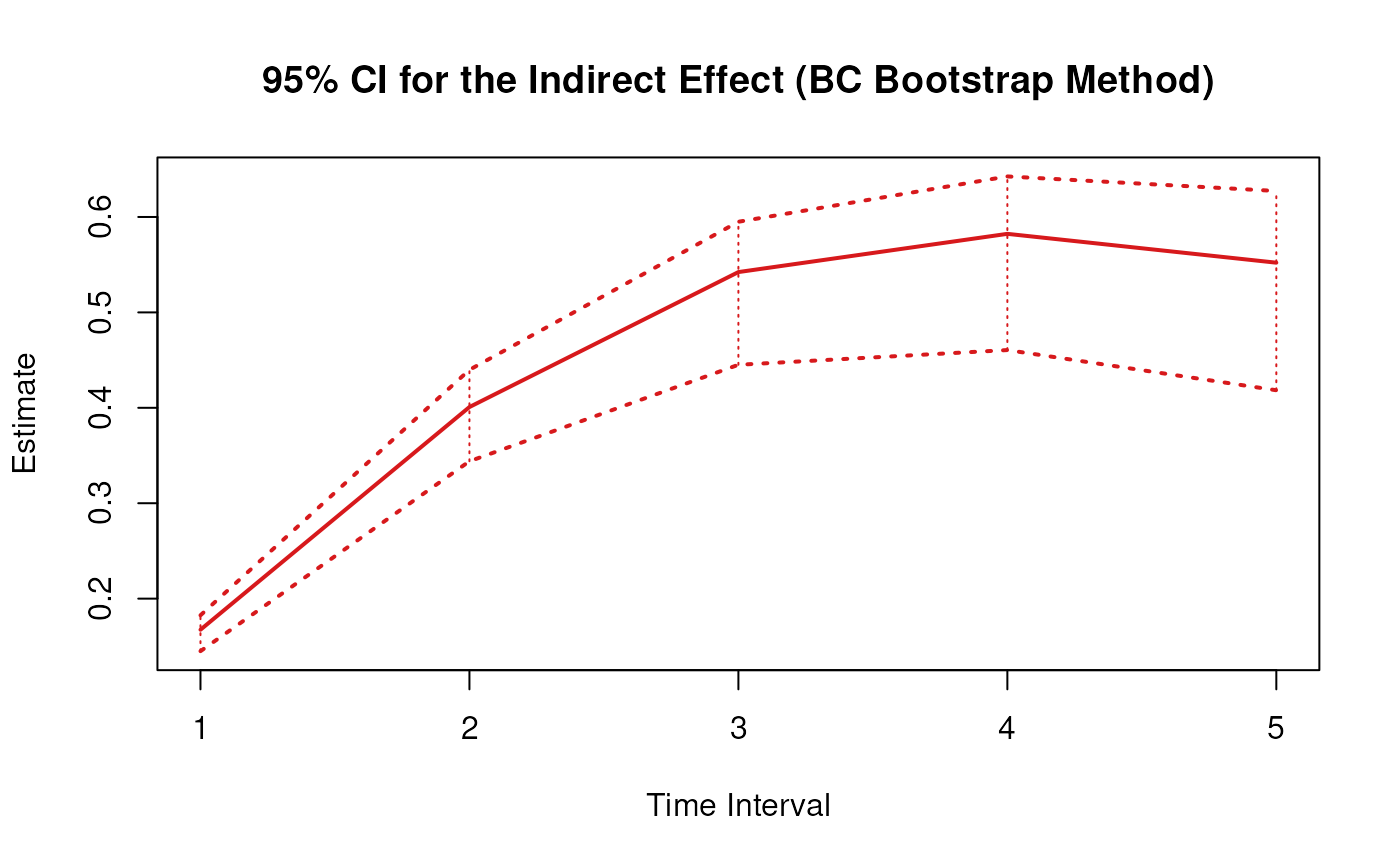 95% CI for the Indirect Effect (BC Bootstrap Method)
Estimate
0.6
0.5
0.4
0.3
0.2
1 2 3 4 5
Time Interval